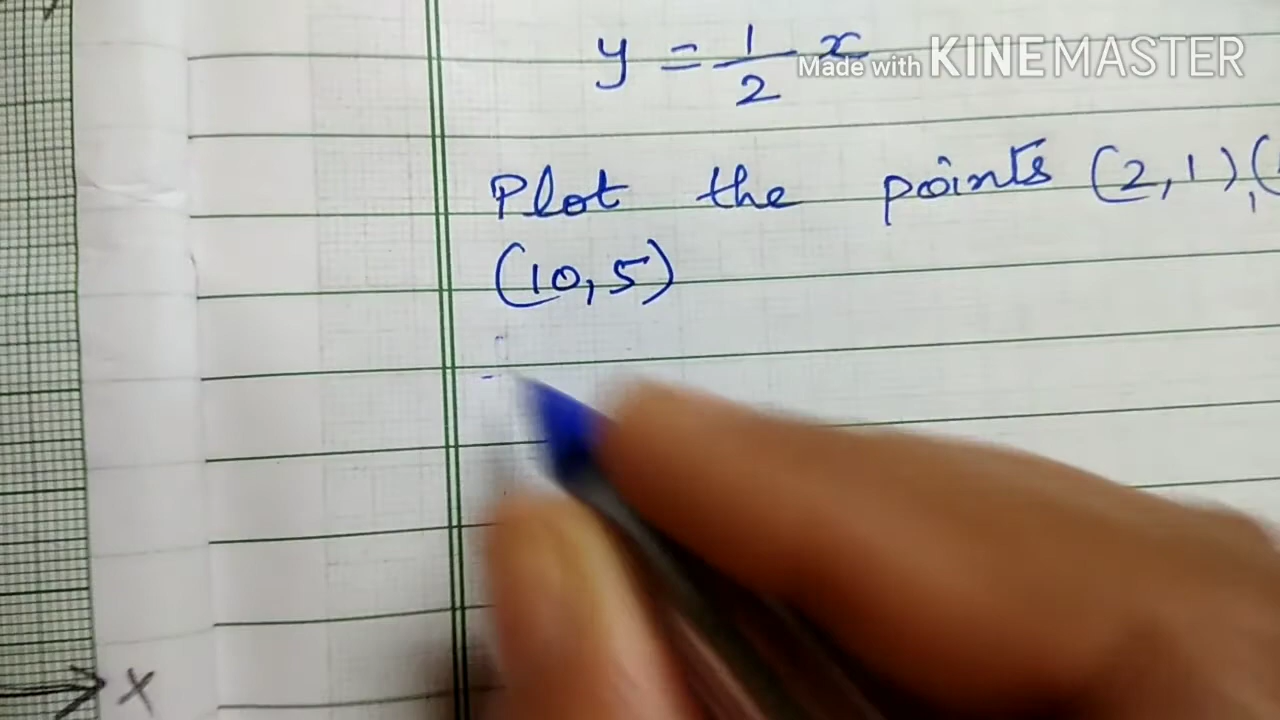 y = 1/2 x
Made with KINEMASTER
Plot the points (2,1),(
(10,5)
X